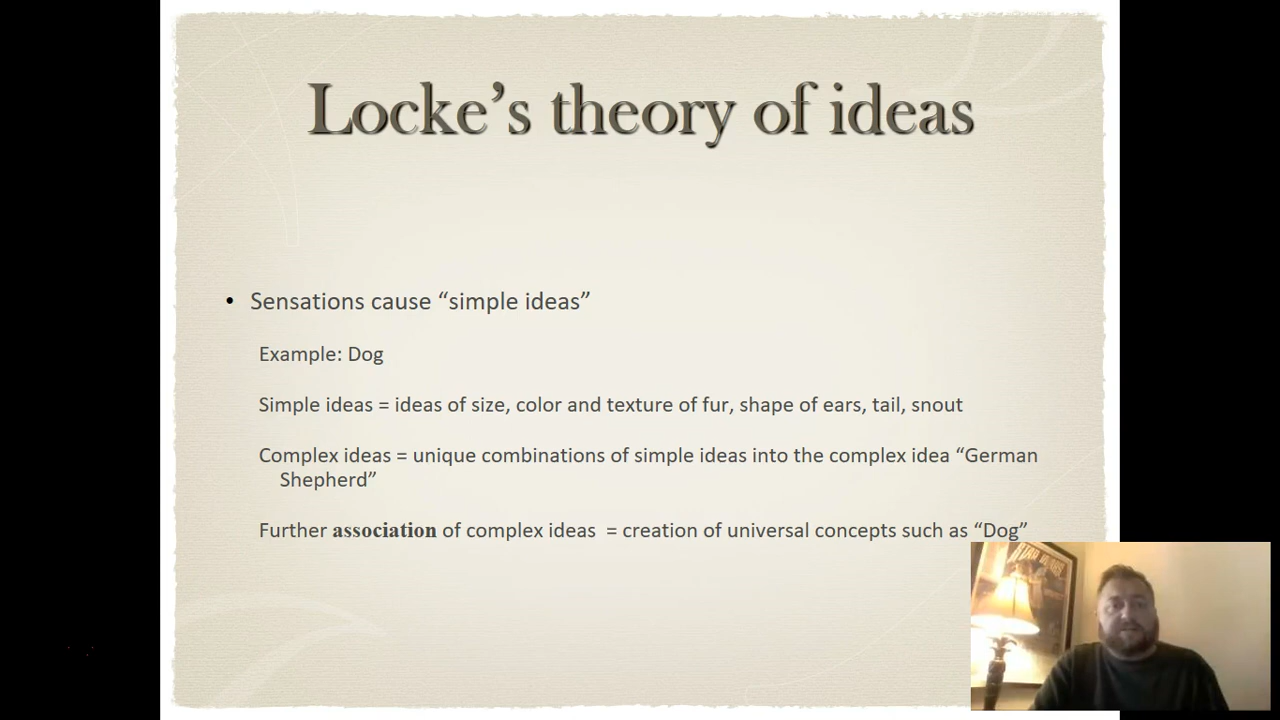 Locke’s theory of ideas
• Sensations cause “simple ideas”
Example: Dog
Simple ideas = ideas of size, color and texture of fur, shape of ears, tail, snout
Complex ideas = unique combinations of simple ideas into the complex idea “German
Shepherd”
Further association of complex ideas = creation of universal concepts such as “Dog”
STAR WARS